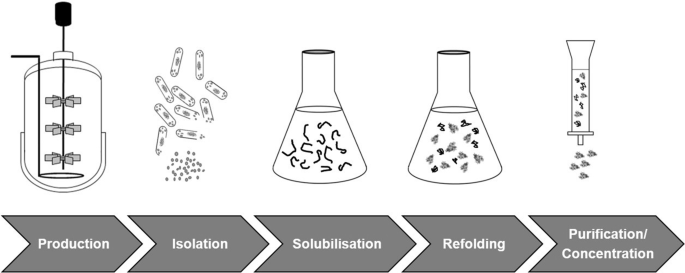 Production
Isolation
Solubilisation
Refolding
Purification/
Concentration